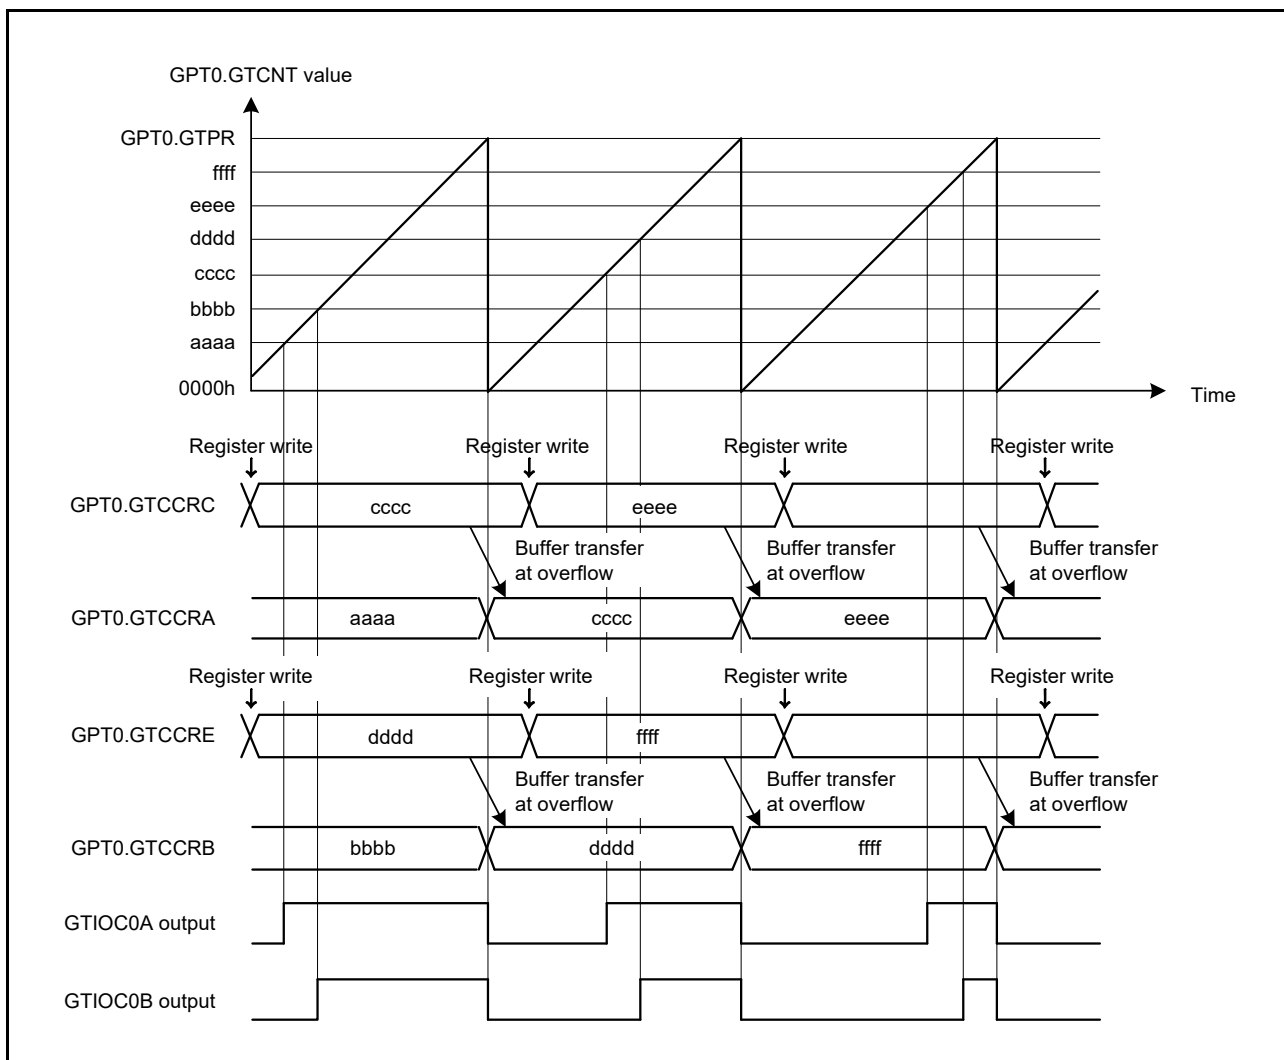 GPT0.GTCNT value
GPT0.GTPR
ffff
eeee
dddd
cccc
bbbb
aaaa
0000h
Time
Register write Register write Register write Register write
GPT0.GTCCRC cccc eeee
Buffer transfer at overflow
Buffer transfer at overflow
Buffer transfer at overflow
GPT0.GTCCRA aaaa cccc eeee
Register write Register write Register write Register write
GPT0.GTCCRE dddd ffff
Buffer transfer at overflow
Buffer transfer at overflow
Buffer transfer at overflow
GPT0.GTCCRB bbbb dddd ffff
GTIOC0A output
GTIOC0B output